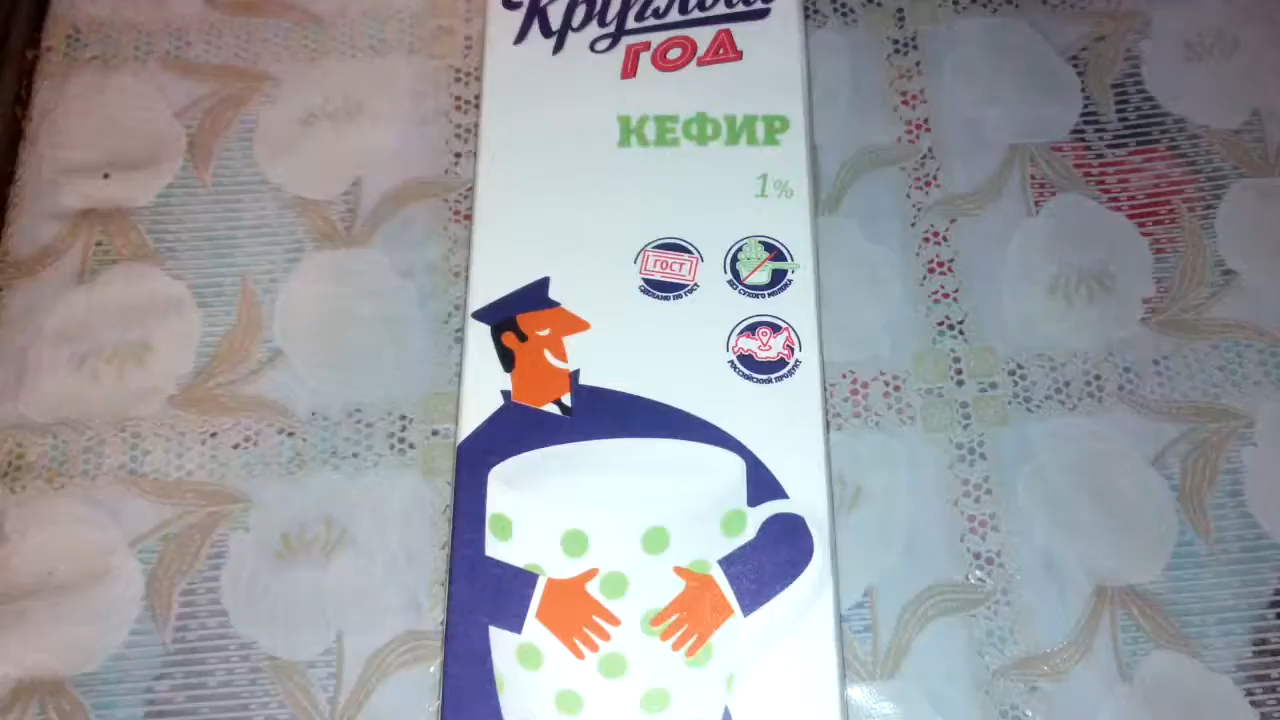 Круглый
ГОД
КЕФИР
1%
ГОСТ
СДЕЛАНО ПО ГОСТ
БЕЗ СУХОГО МОЛОКА
РОССИЙСКИЙ ПРОДУКТ